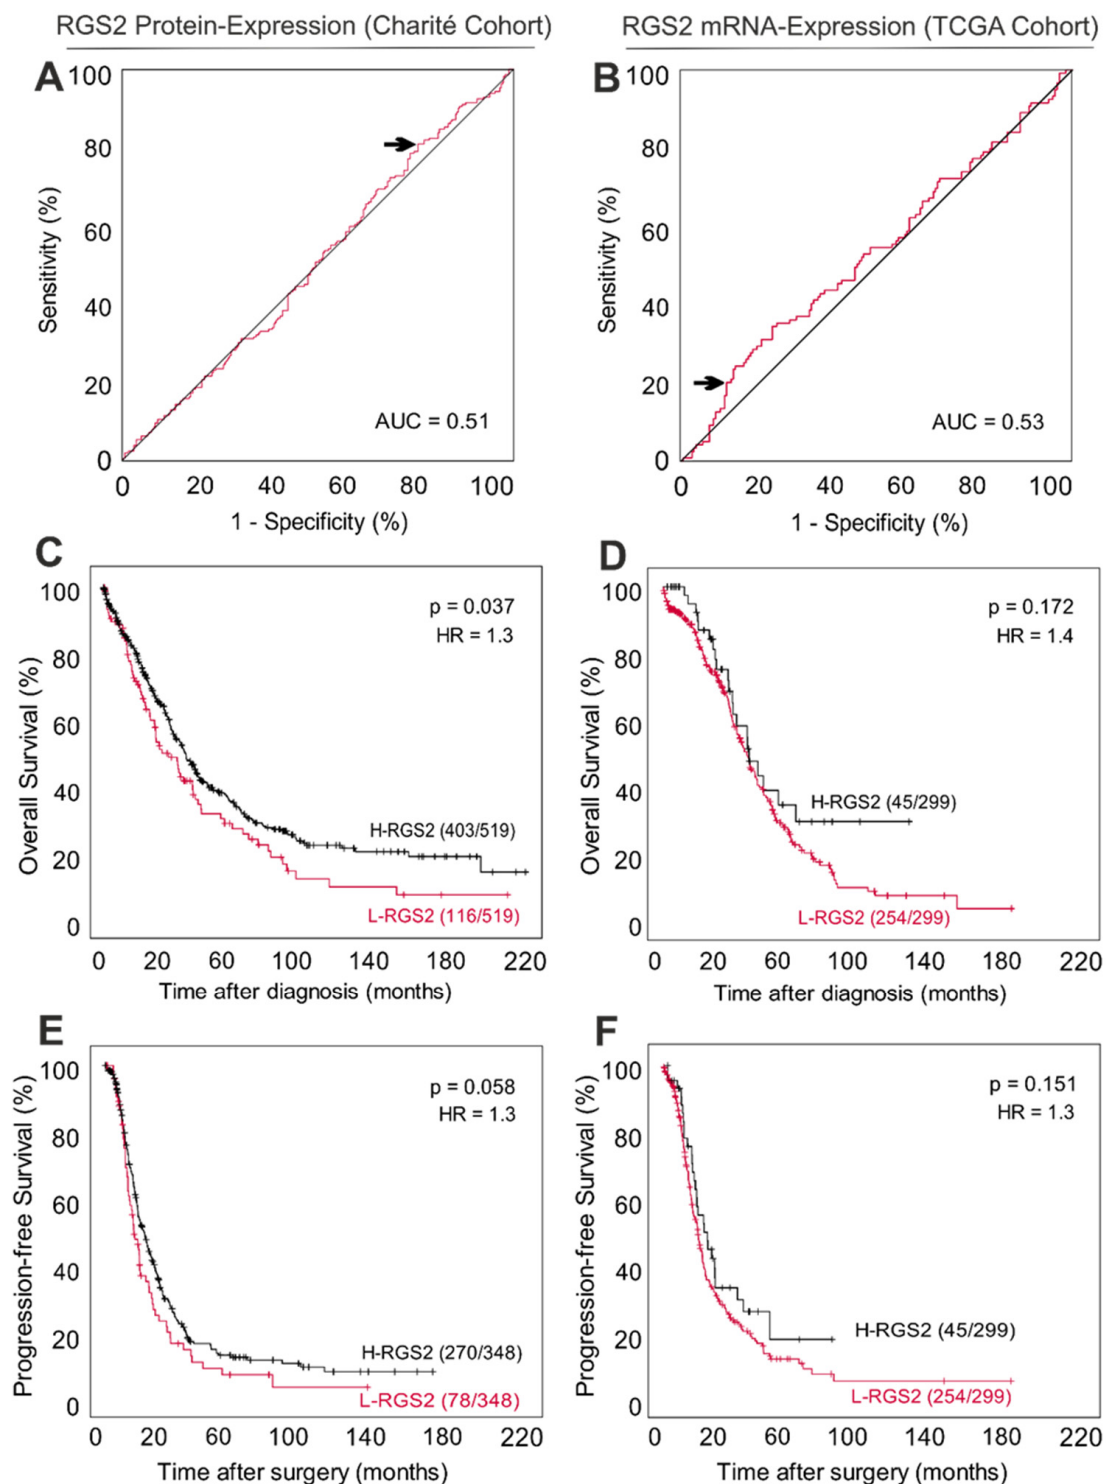 RGS2 Protein-Expression (Charité Cohort)
RGS2 mRNA-Expression (TCGA Cohort)
A
100
80
60
40
20
0
Sensitivity (%)
AUC = 0.51
0 20 40 60 80 100
1 - Specificity (%)
B
100
80
60
40
20
0
Sensitivity (%)
AUC = 0.53
0 20 40 60 80 100
1 - Specificity (%)
C
100
80
60
40
20
0
Overall Survival (%)
p = 0.037
HR = 1.3
H-RGS2 (403/519)
L-RGS2 (116/519)
0 20 60 100 140 180 220
Time after diagnosis (months)
D
100
80
60
40
20
0
Overall Survival (%)
p = 0.172
HR = 1.4
H-RGS2 (45/299)
L-RGS2 (254/299)
0 20 60 100 140 180 220
Time after diagnosis (months)
E
100
80
60
40
20
0
Progression-free Survival (%)
p = 0.058
HR = 1.3
H-RGS2 (270/348)
L-RGS2 (78/348)
0 20 60 100 140 180 220
Time after surgery (months)
F
100
80
60
40
20
0
Progression-free Survival (%)
p = 0.151
HR = 1.3
H-RGS2 (45/299)
L-RGS2 (254/299)
0 20 60 100 140 180 220
Time after surgery (months)